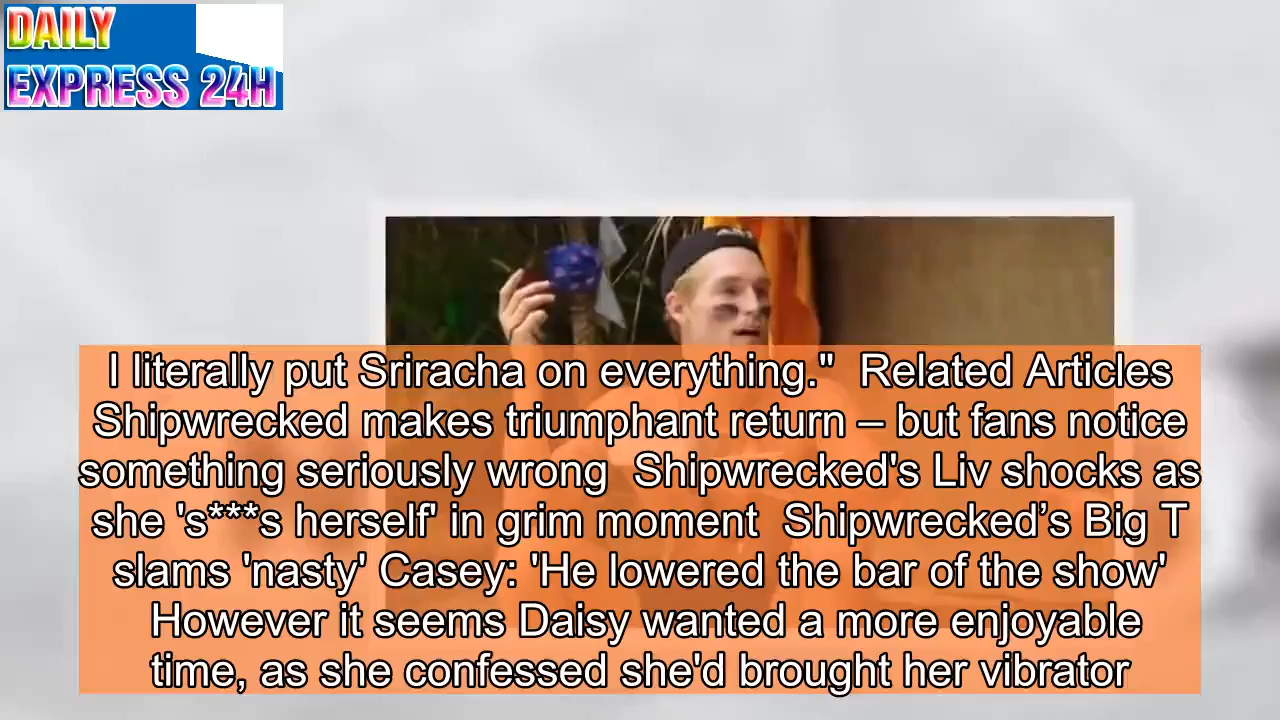 DAILY
EXPRESS 24H
I literally put Sriracha on everything."  Related Articles
Shipwrecked makes triumphant return – but fans notice
something seriously wrong  Shipwrecked's Liv shocks as
she 's***s herself' in grim moment  Shipwrecked’s Big T
slams 'nasty' Casey: 'He lowered the bar of the show'
However it seems Daisy wanted a more enjoyable
time, as she confessed she'd brought her vibrator